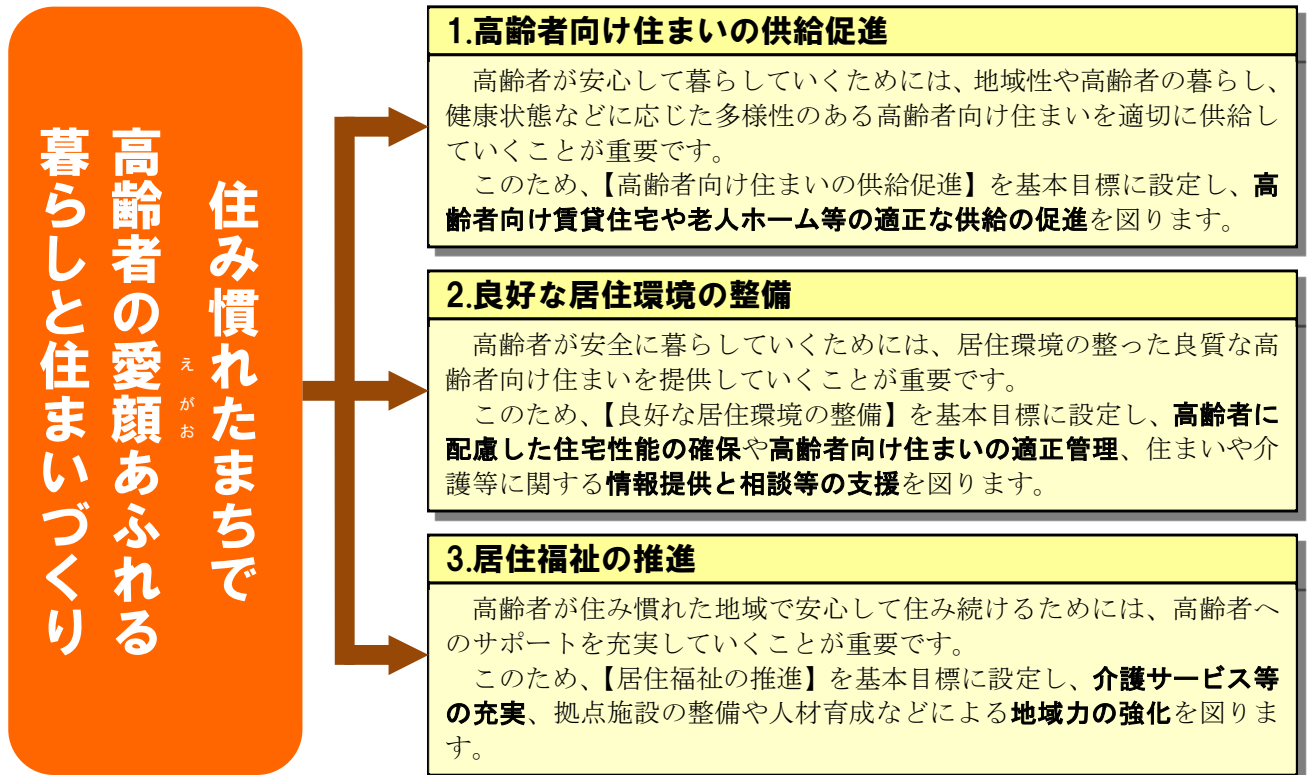 住み慣れたまちで
高齢者の愛顔あふれる
えがお
暮らしと住まいづくり
1.高齢者向け住まいの供給促進
高齢者が安心して暮らしていくためには、地域性や高齢者の暮らし、
健康状態などに応じた多様性のある高齢者向け住まいを適切に供給し
ていくことが重要です。
このため、【高齢者向け住まいの供給促進】を基本目標に設定し、高
齢者向け賃貸住宅や老人ホーム等の適正な供給の促進を図ります。
2.良好な居住環境の整備
高齢者が安全に暮らしていくためには、居住環境の整った良質な高
齢者向け住まいを提供していくことが重要です。
このため、【良好な居住環境の整備】を基本目標に設定し、高齢者に
配慮した住宅性能の確保や高齢者向け住まいの適正管理、住まいや介
護等に関する情報提供と相談等の支援を図ります。
3.居住福祉の推進
高齢者が住み慣れた地域で安心して住み続けるためには、高齢者へ
のサポートを充実していくことが重要です。
このため、【居住福祉の推進】を基本目標に設定し、介護サービス等
の充実、拠点施設の整備や人材育成などによる地域力の強化を図りま
す。